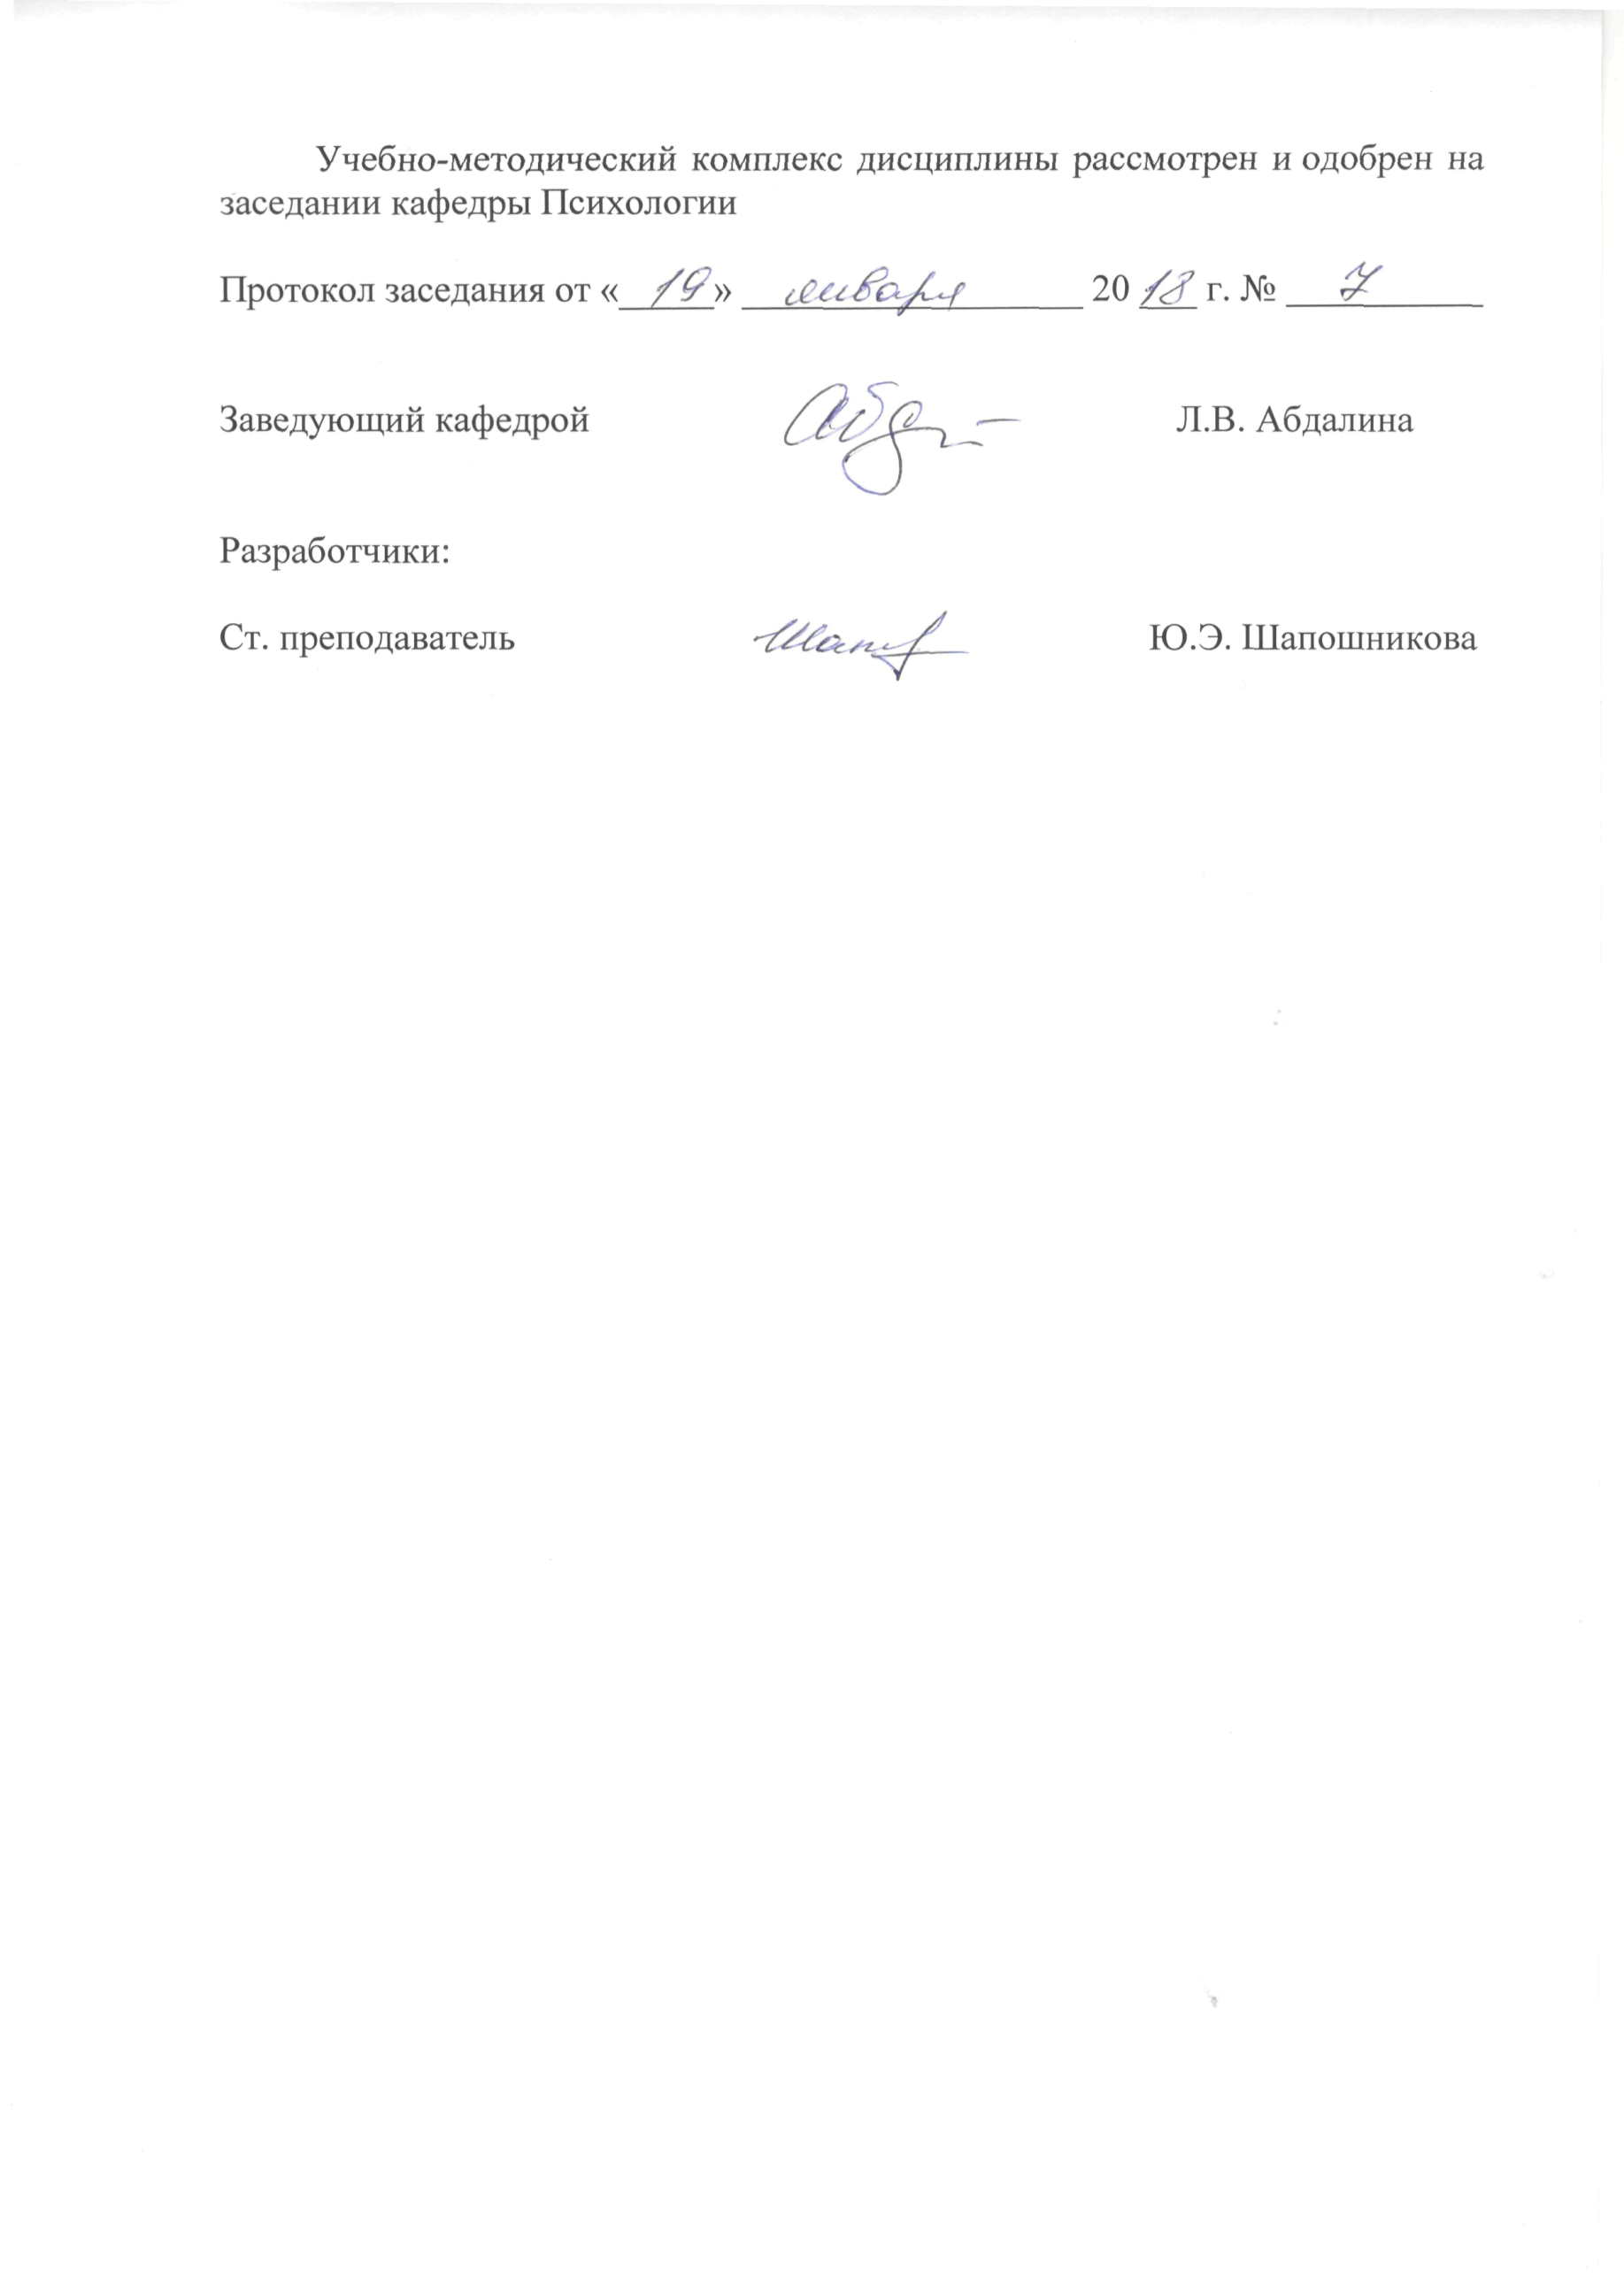 Учебно-методический комплекс дисциплины рассмотрен и одобрен на
заседании кафедры Психологии
Протокол заседания от «19» января 2018 г. № 7
Заведующий кафедрой Л.В. Абдалина
Разработчики:
Ст. преподаватель Ю.Э. Шапошникова